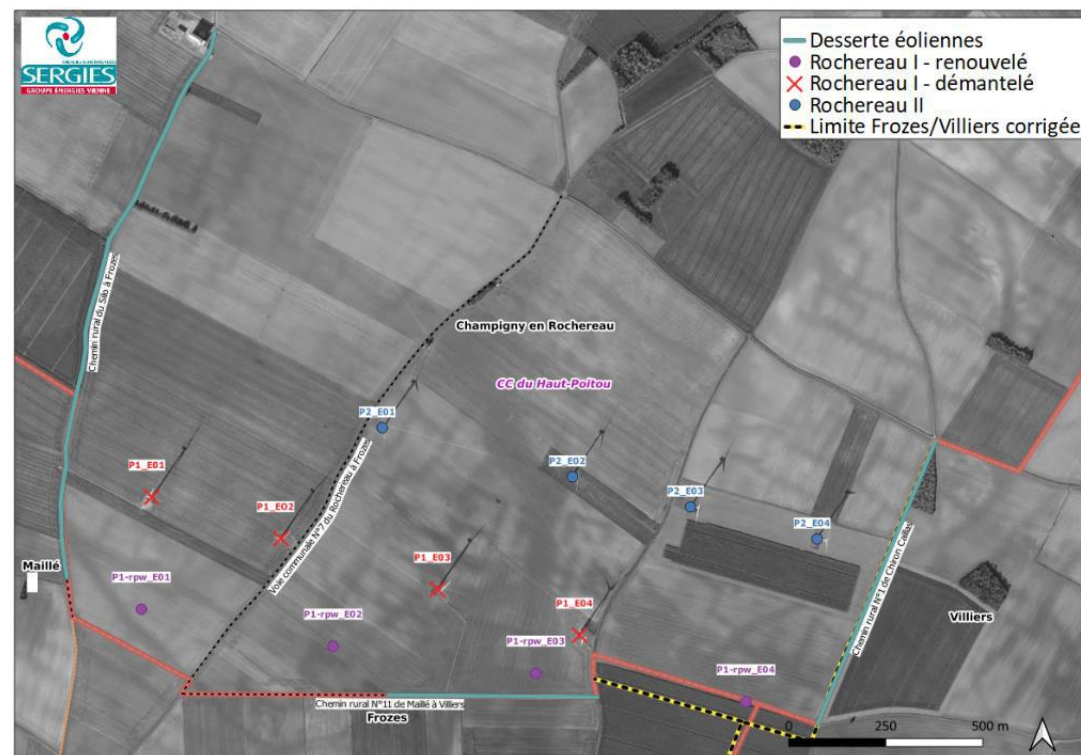 SERGIES
GROUPE ÉNERGIES VIENNE
Desserte éoliennes
Rochereau I - renouvelé
Rochereau I - démantelé
Rochereau II
Limite Frozes/Villiers corrigée
Chemin rural du Silo à Frozes
Champigny en Rochereau
CC du Haut-Poitou
P2_E01
Voie communale N°7 du Rochereau à Frozes
P1_E01
P2_E02
P2_E03
P1_EO2
P2_E04
Chemin rural N°1 de Chiron Caillas
P1_E03
Maillé
P1-rpw_E01
P1_E04
P1-rpw_E02
Villiers
P1-rpw_E03
P1-rpw_E04
Chemin rural N°11 de Maillé à Villiers
Frozes
0 250 500 m